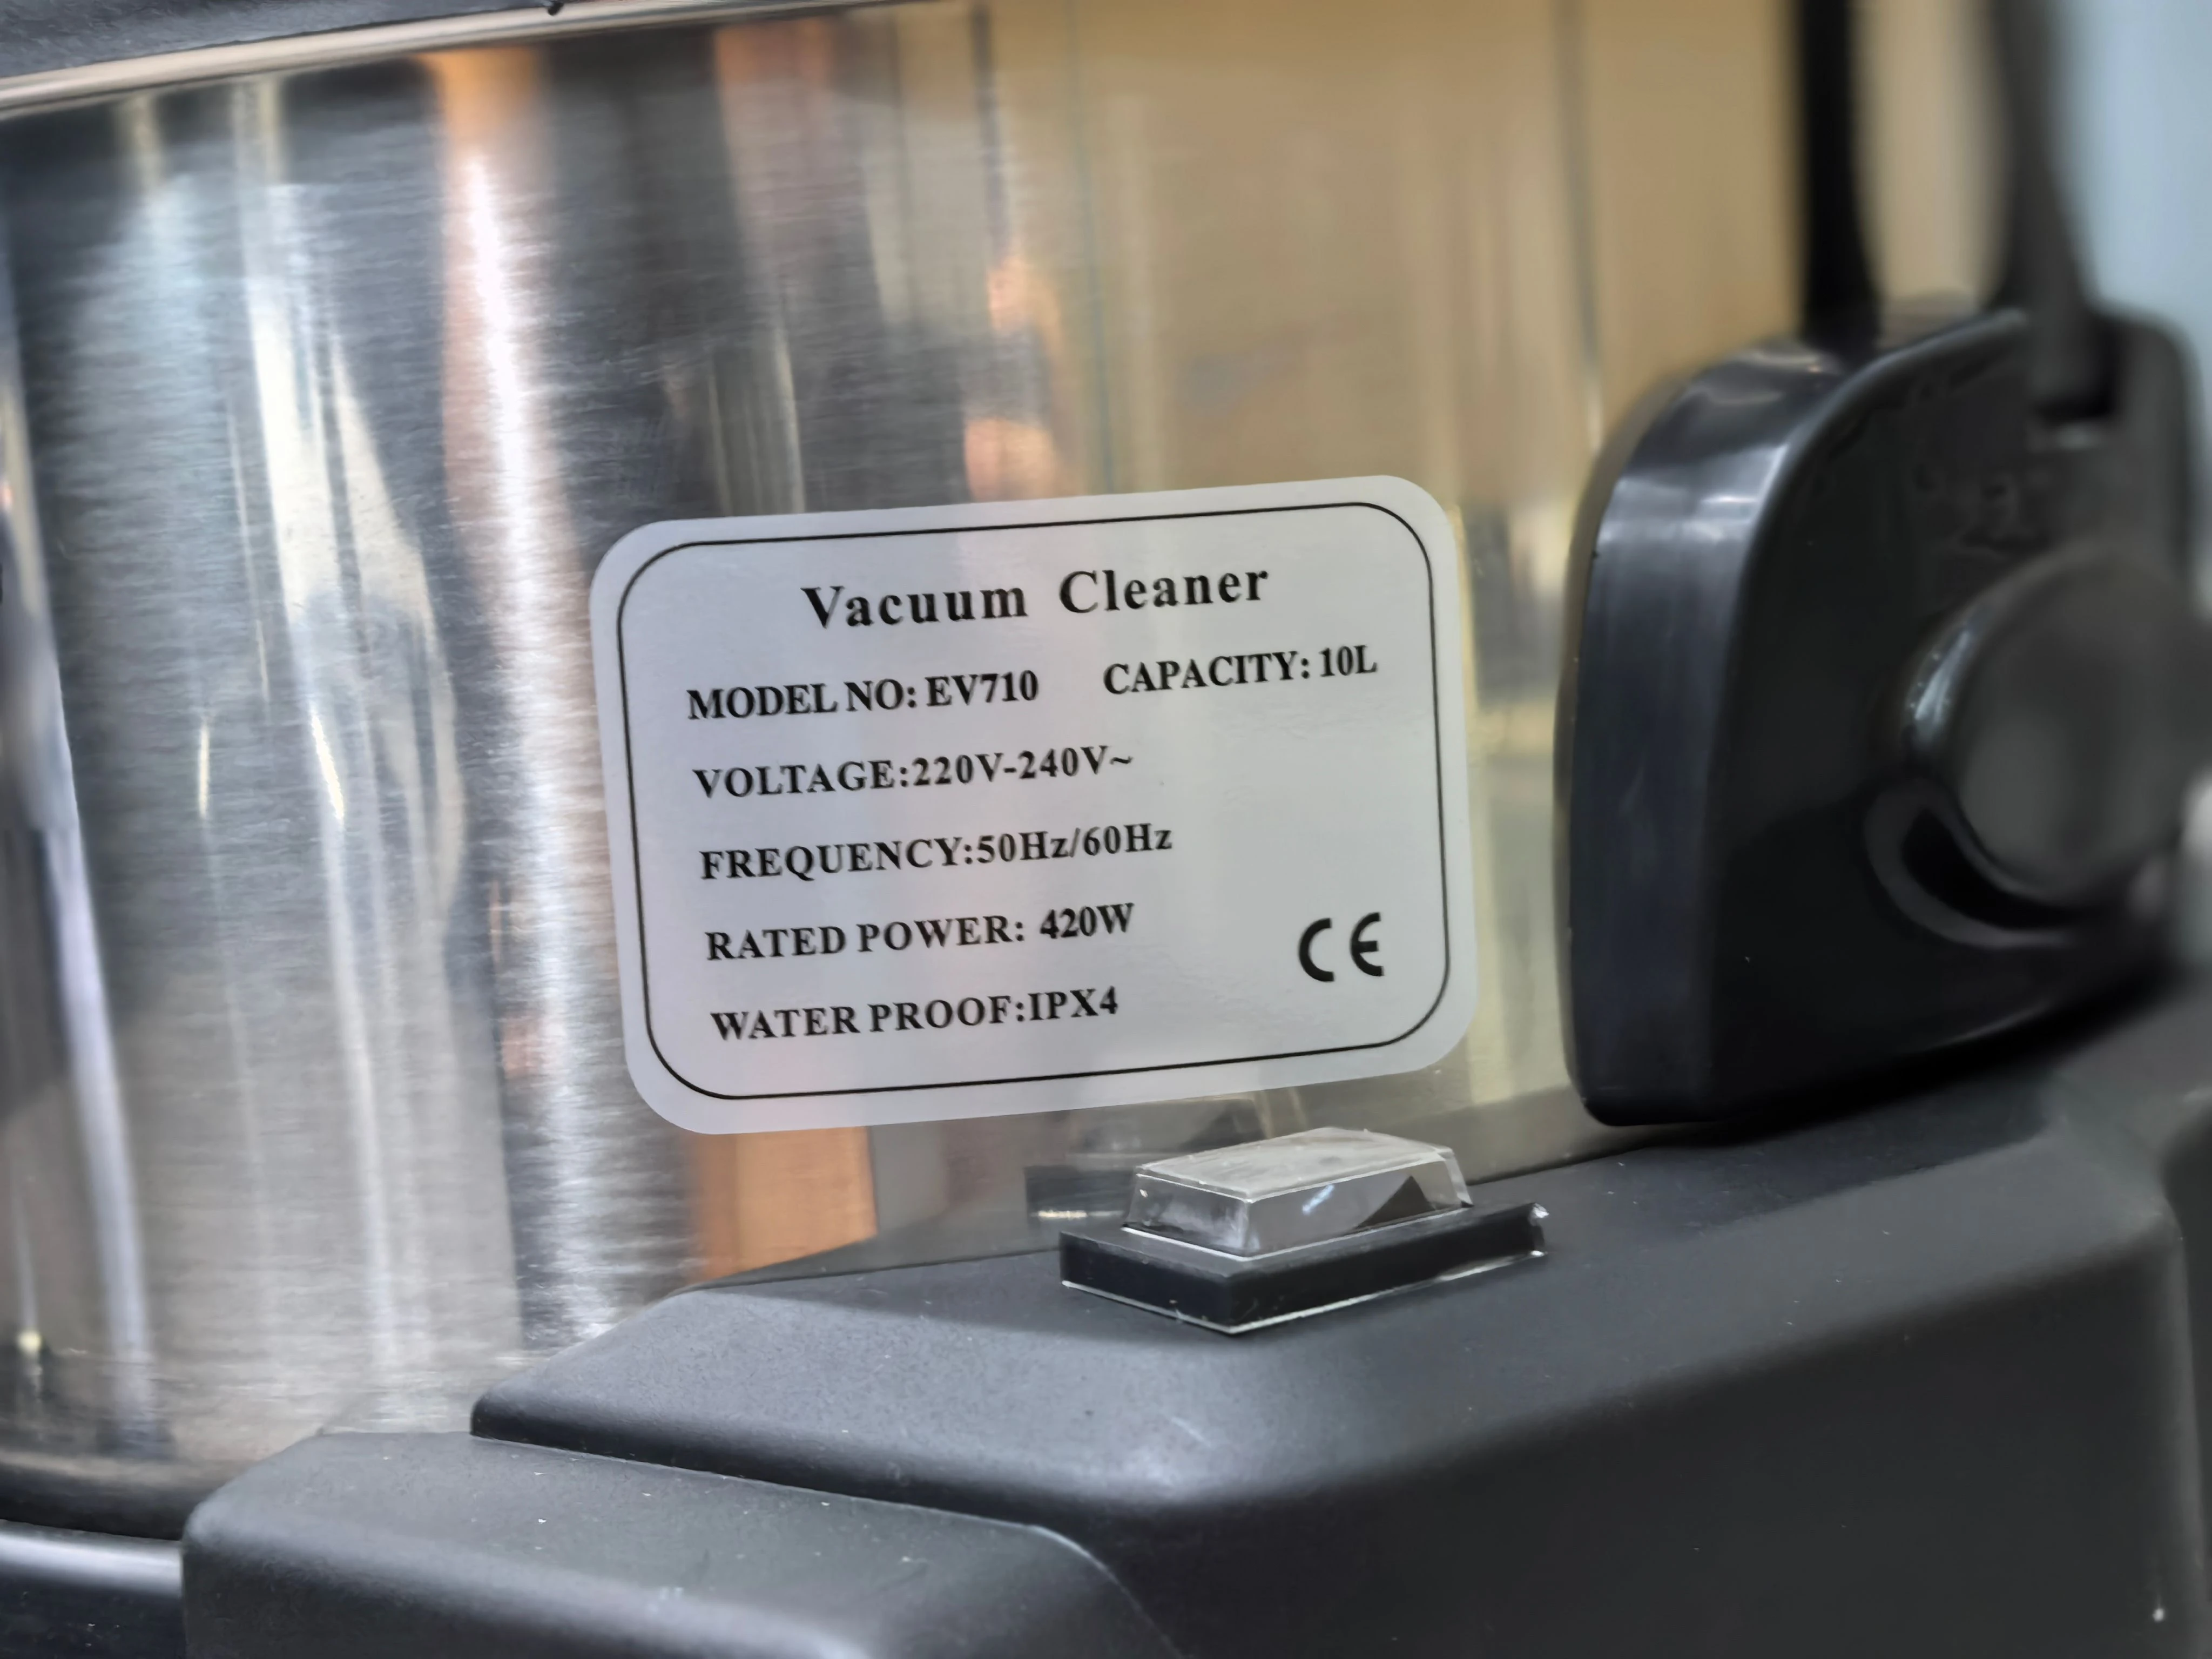 Vacuum Cleaner
MODEL NO: EV710 CAPACITY: 10L
VOLTAGE:220V-240V~
FREQUENCY:50Hz/60Hz
RATED POWER: 420W
CE
WATER PROOF:IPX4